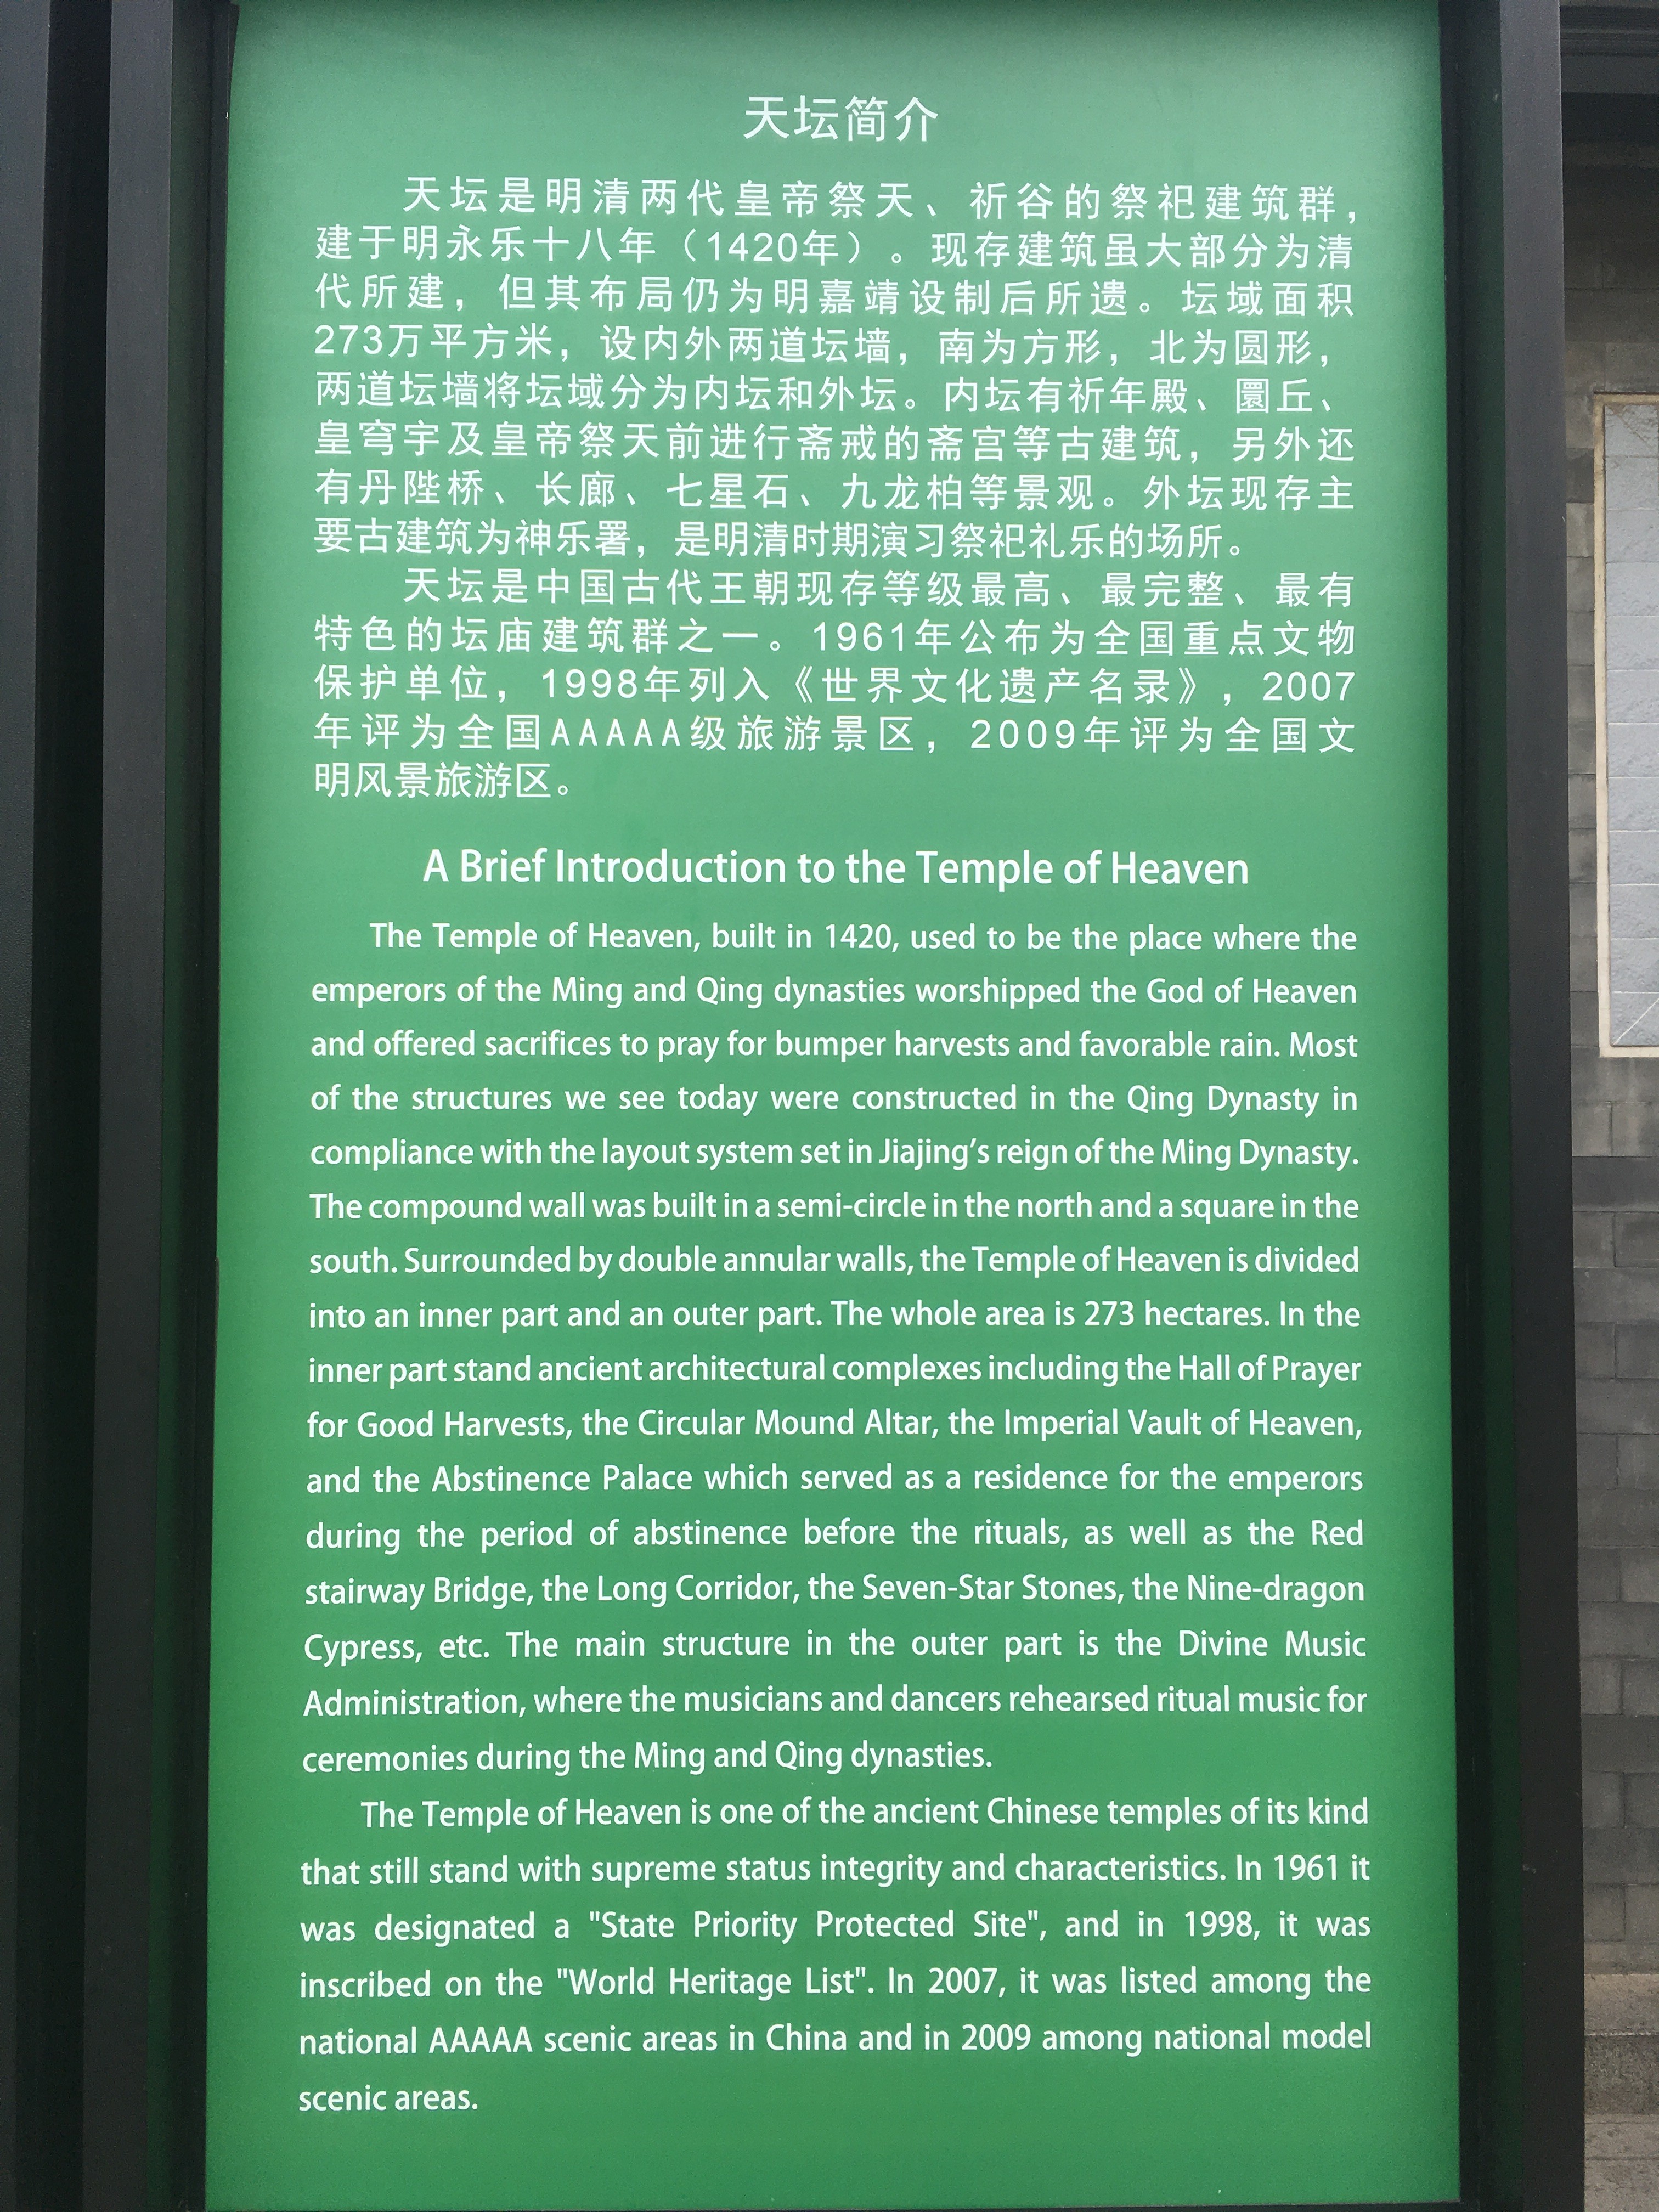 天坛简介
天坛是明清两代皇帝祭天、祈谷的祭祀建筑群，
建于明永乐十八年（1420年）。现存建筑虽大部分为清
代所建，但其布局仍为明嘉靖设制后所遗。坛域面积
273万平方米，设内外两道坛墙，南为方形，北为圆形，
两道坛墙将坛域分为内坛和外坛。内坛有祈年殿、圜丘、
皇穹宇及皇帝祭天前进行斋戒的斋宫等古建筑，另外还
有丹陛桥、长廊、七星石、九龙柏等景观。外坛现存主
要古建筑为神乐署，是明清时期演习祭祀礼乐的场所。
天坛是中国古代王朝现存等级最高、最完整、最有
特色的坛庙建筑群之一。1961年公布为全国重点文物
保护单位，1998年列入《世界文化遗产名录》，2007
年评为全国AAAAA级旅游景区，2009年评为全国文
明风景旅游区。
A Brief Introduction to the Temple of Heaven
The Temple of Heaven, built in 1420, used to be the place where the
emperors of the Ming and Qing dynasties worshipped the God of Heaven
and offered sacrifices to pray for bumper harvests and favorable rain. Most
of the structures we see today were constructed in the Qing Dynasty in
compliance with the layout system set in Jiajing’s reign of the Ming Dynasty.
The compound wall was built in a semi-circle in the north and a square in the
south. Surrounded by double annular walls, the Temple of Heaven is divided
into an inner part and an outer part. The whole area is 273 hectares. In the
inner part stand ancient architectural complexes including the Hall of Prayer
for Good Harvests, the Circular Mound Altar, the Imperial Vault of Heaven,
and the Abstinence Palace which served as a residence for the emperors
during the period of abstinence before the rituals, as well as the Red
stairway Bridge, the Long Corridor, the Seven-Star Stones, the Nine-dragon
Cypress, etc. The main structure in the outer part is the Divine Music
Administration, where the musicians and dancers rehearsed ritual music for
ceremonies during the Ming and Qing dynasties.
The Temple of Heaven is one of the ancient Chinese temples of its kind
that still stand with supreme status integrity and characteristics. In 1961 it
was designated a "State Priority Protected Site", and in 1998, it was
inscribed on the "World Heritage List". In 2007, it was listed among the
national AAAAA scenic areas in China and in 2009 among national model
scenic areas.